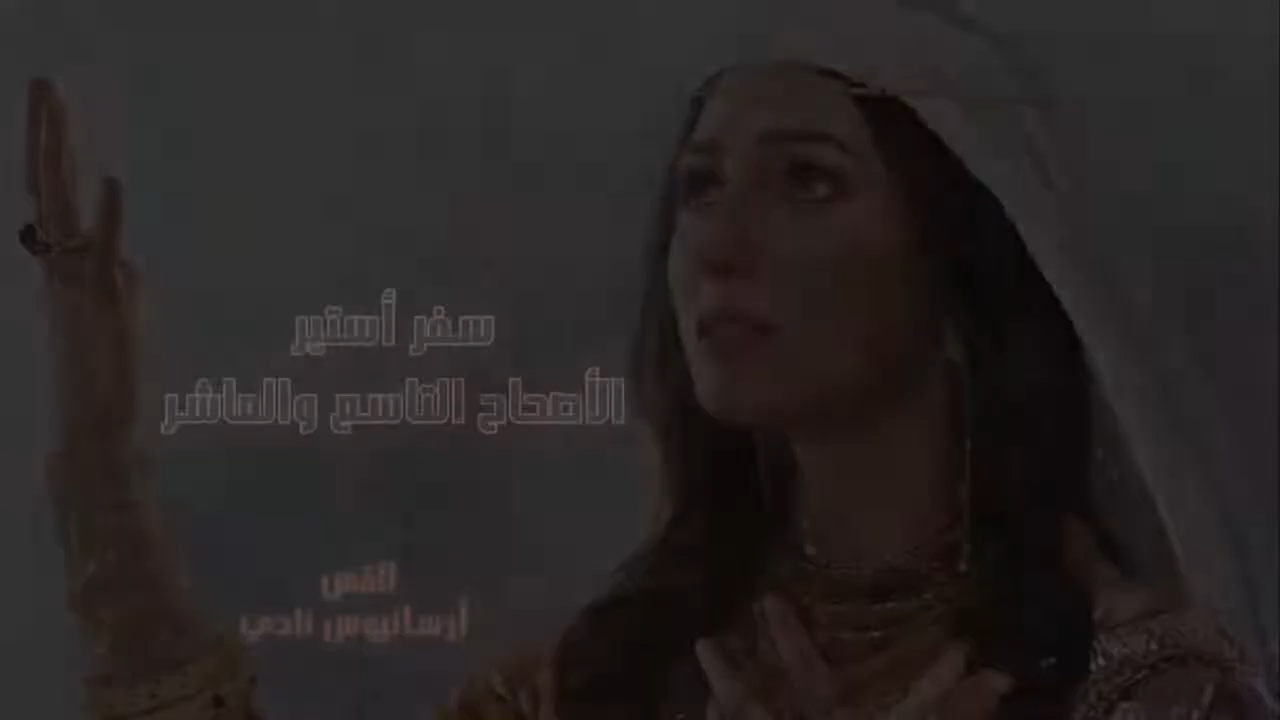 سفر أستير
الأصحاح التاسع والعاشر
القس
أرسانيوس نادي